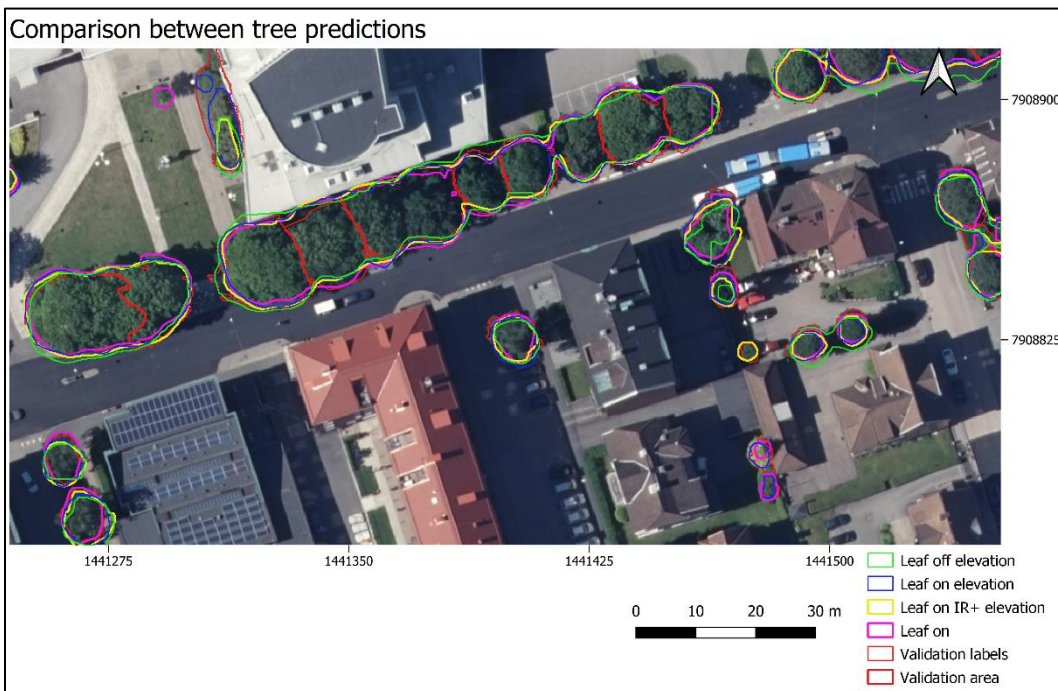 Comparison between tree predictions
7908900
7908825
1441275 1441350 1441425 1441500
0 10 20 30 m
Leaf off elevation
Leaf on elevation
Leaf on IR+ elevation
Leaf on
Validation labels
Validation area